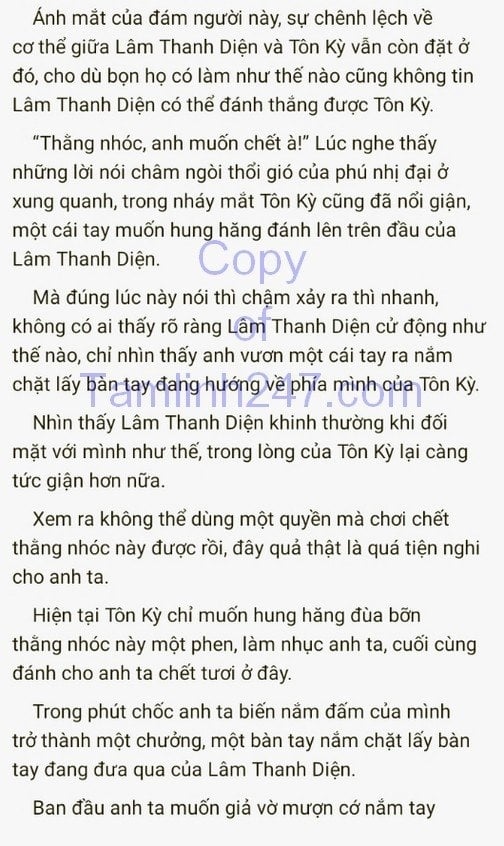 Ánh mắt của đám người này, sự chênh lệch về
cơ thể giữa Lâm Thanh Diện và Tôn Kỳ vẫn còn đặt ở
đó, cho dù bọn họ có làm như thế nào cũng không tin
Lâm Thanh Diện có thể đánh thắng được Tôn Kỳ.
“Thằng nhóc, anh muốn chết à!” Lúc nghe thấy
những lời nói châm ngòi thổi gió của phú nhị đại ở
xung quanh, trong nháy mắt Tôn Kỳ cũng đã nổi giận,
một cái tay muốn hung hăng đánh lên trên đầu của
Lâm Thanh Diện.
Copy
Mà đúng lúc này nói thì chậm xảy ra thì nhanh,
of
không có ai thấy rõ ràng Lâm Thanh Diện cử động như
thế nào, chỉ nhìn thấy anh vươn một cái tay ra nắm
chặt lấy bàn tay đang hướng về phía mình của Tôn Kỳ.
Tamlinh247.com
Nhìn thấy Lâm Thanh Diện khinh thường khi đối
mặt với mình như thế, trong lòng của Tôn Kỳ lại càng
tức giận hơn nữa.
Xem ra không thể dùng một quyền mà chơi chết
thằng nhóc này được rồi, đây quả thật là quá tiện nghi
cho anh ta.
Hiện tại Tôn Kỳ chỉ muốn hung hăng đùa bỡn
thằng nhóc này một phen, làm nhục anh ta, cuối cùng
đánh cho anh ta chết tươi ở đây.
Trong phút chốc anh ta biến nắm đấm của mình
trở thành một chưởng, một bàn tay nắm chặt lấy bàn
tay đang đưa qua của Lâm Thanh Diện.
Ban đầu anh ta muốn giả vờ mượn cớ nắm tay